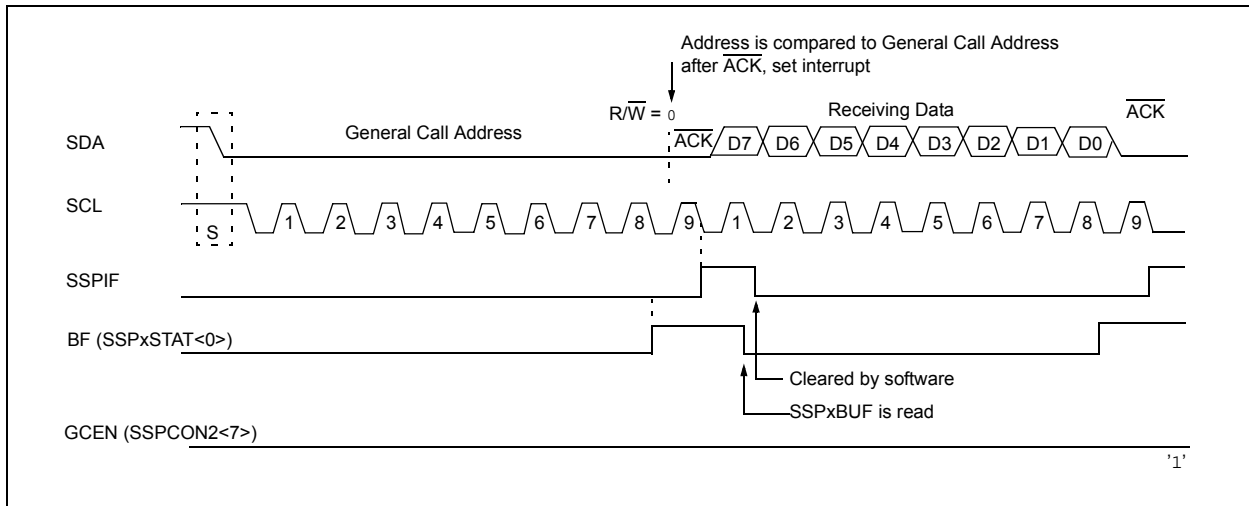 Address is compared to General Call Address
after ACK, set interrupt
R/W = 0
Receiving Data
ACK
SDA
General Call Address
ACK
D7 D6 D5 D4 D3 D2 D1 D0
SCL
S
1 2 3 4 5 6 7 8 9 1 2 3 4 5 6 7 8 9
SSPIF
BF (SSPxSTAT<0>)
Cleared by software
SSPxBUF is read
GCEN (SSPCON2<7>)
'1'